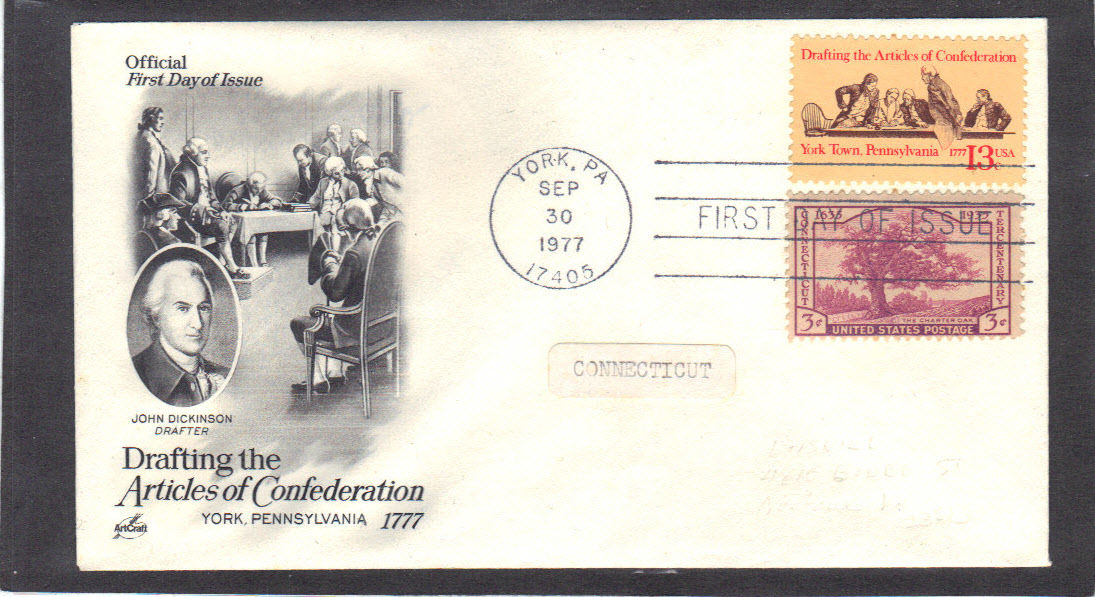 Official
First Day of Issue
JOHN DICKINSON
DRAFTER
Drafting the
Articles of Confederation
YORK, PENNSYLVANIA 1777
ArtCraft
YORK, PA
SEP
30
1977
17405
FIRST DAY OF ISSUE
Drafting the Articles of Confederation
York Town, Pennsylvania 1777 13c USA
1635 1935
CONNECTICUT
TERCENTENARY
THE CHARTER OAK
3¢ UNITED STATES POSTAGE 3¢
CONNECTICUT